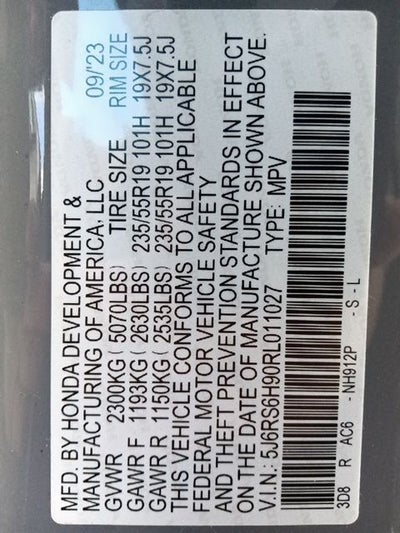 MFD. BY HONDA DEVELOPMENT &
MANUFACTURING OF AMERICA, LLC 09/'23
GVWR 2300KG ( 5070LBS) TIRE SIZE RIM SIZE
GAWR F 1193KG ( 2630LBS) 235/55R19 101H 19X7.5J
GAWR R 1150KG ( 2535LBS) 235/55R19 101H 19X7.5J
THIS VEHICLE CONFORMS TO ALL APPLICABLE
FEDERAL MOTOR VEHICLE SAFETY
AND THEFT PREVENTION STANDARDS IN EFFECT
ON THE DATE OF MANUFACTURE SHOWN ABOVE.
V.I.N.: 5J6RS6H90RL011027 TYPE: MPV
3D8 R AC6 - NH912P - S - L